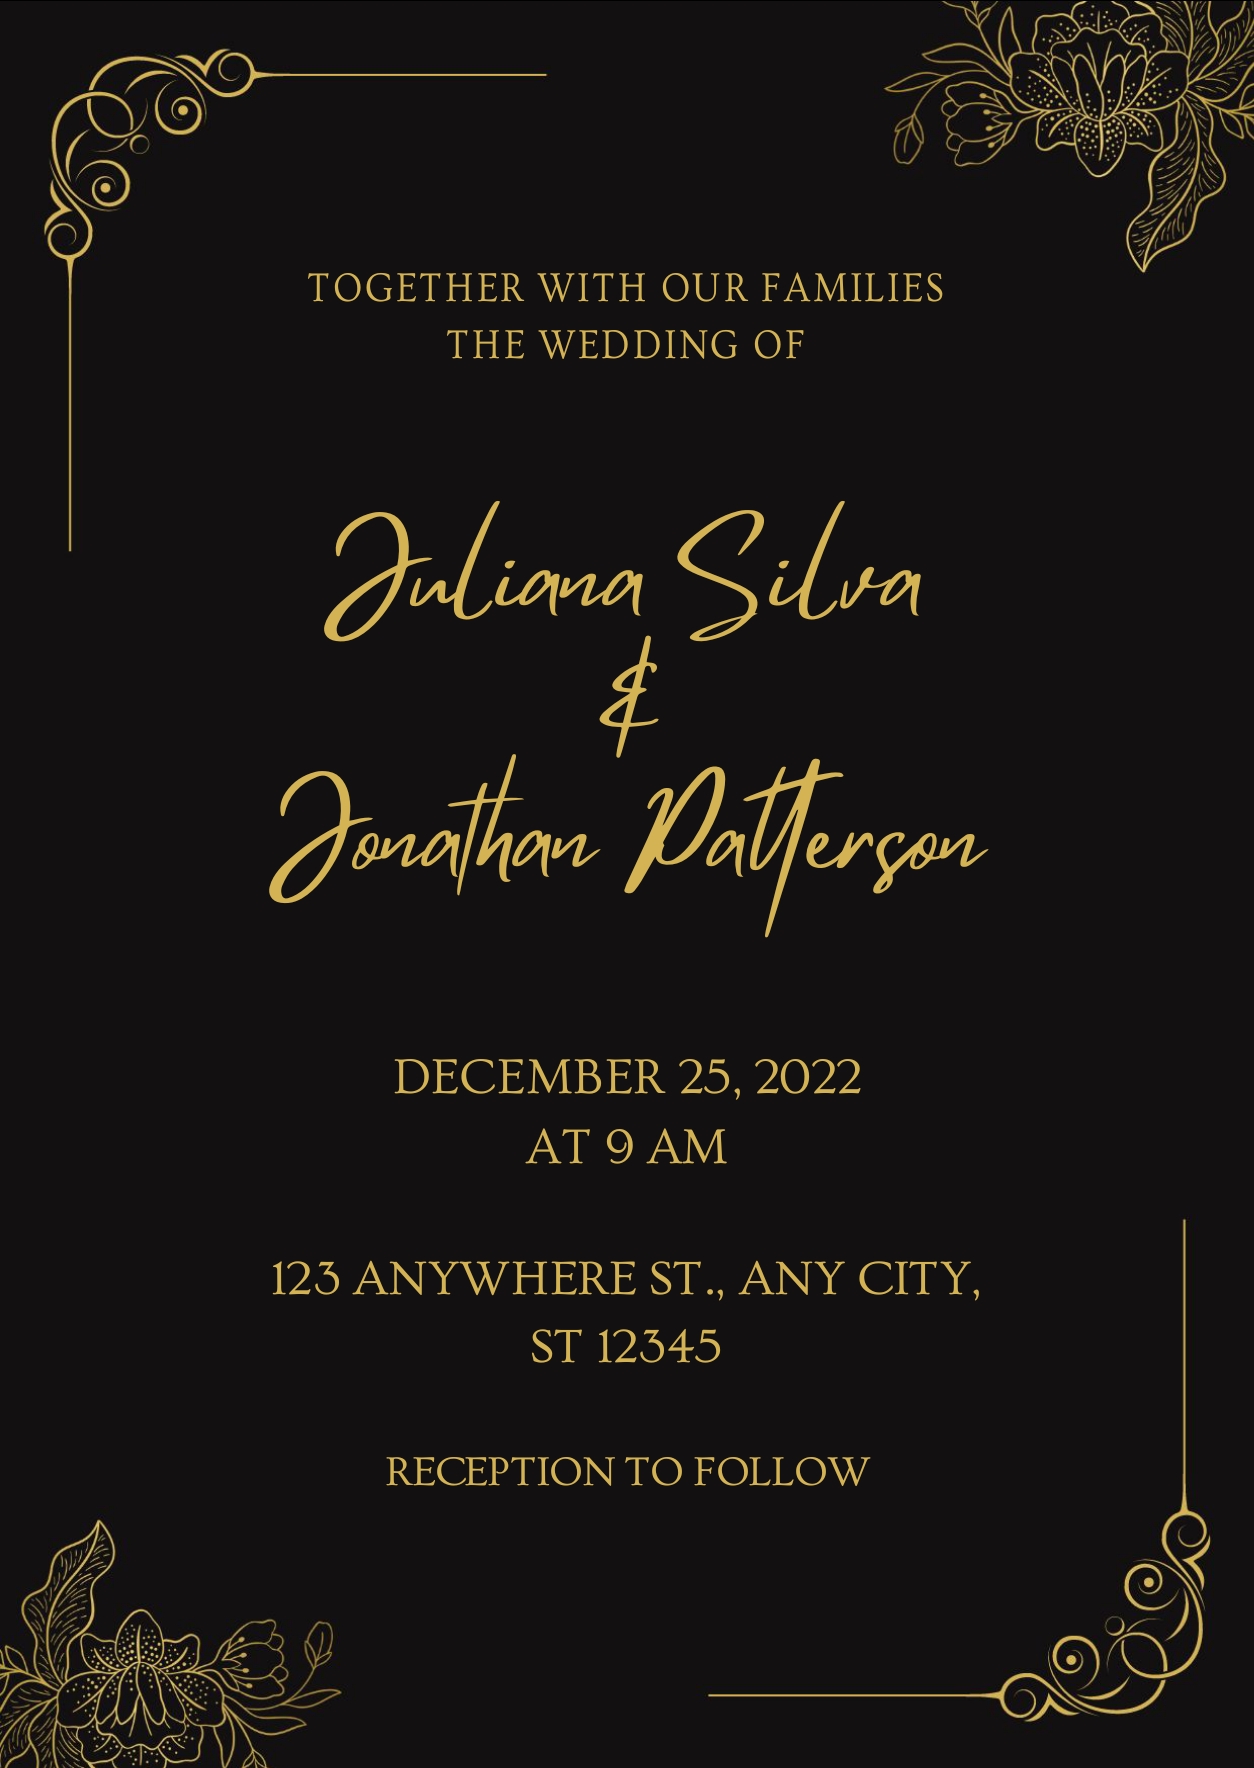 TOGETHER WITH OUR FAMILIES
THE WEDDING OF
Juliana Silva
&
Jonathan Patterson
DECEMBER 25, 2022
AT 9 AM
123 ANYWHERE ST., ANY CITY,
ST 12345
RECEPTION TO FOLLOW